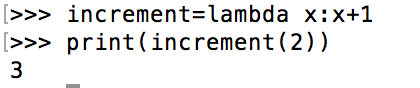 [>>> increment=lambda x:x+1
[>>> print(increment(2))
3